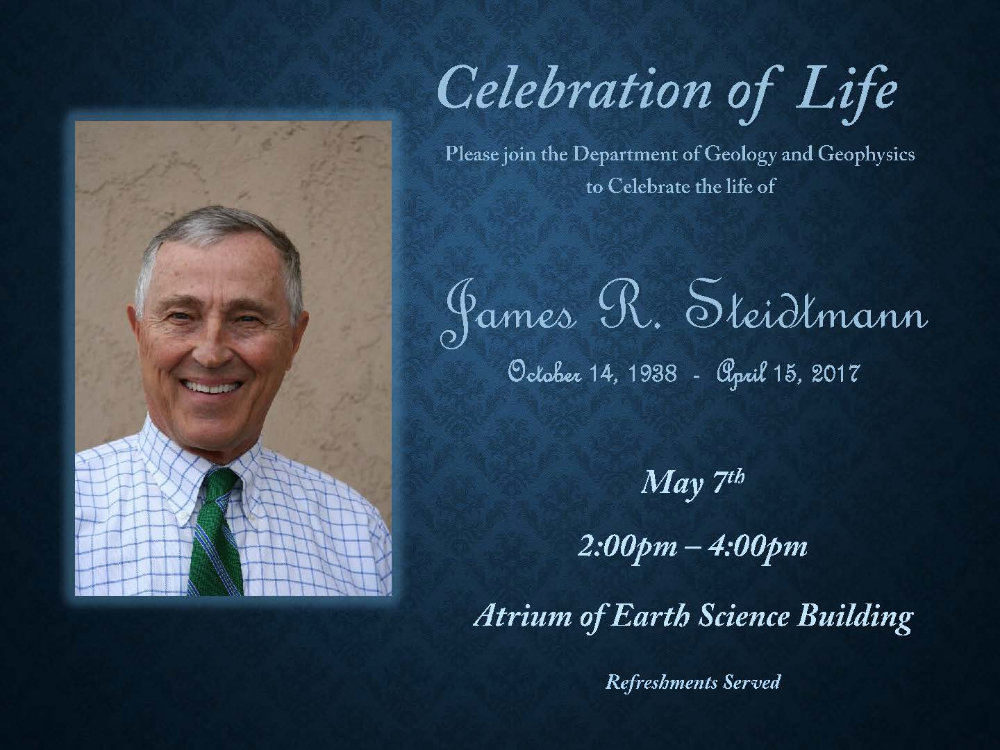 Celebration of Life
Please join the Department of Geology and Geophysics
to Celebrate the life of
James R. Steidtmann
October 14, 1938 - April 15, 2017
May 7th
2:00pm – 4:00pm
Atrium of Earth Science Building
Refreshments Served